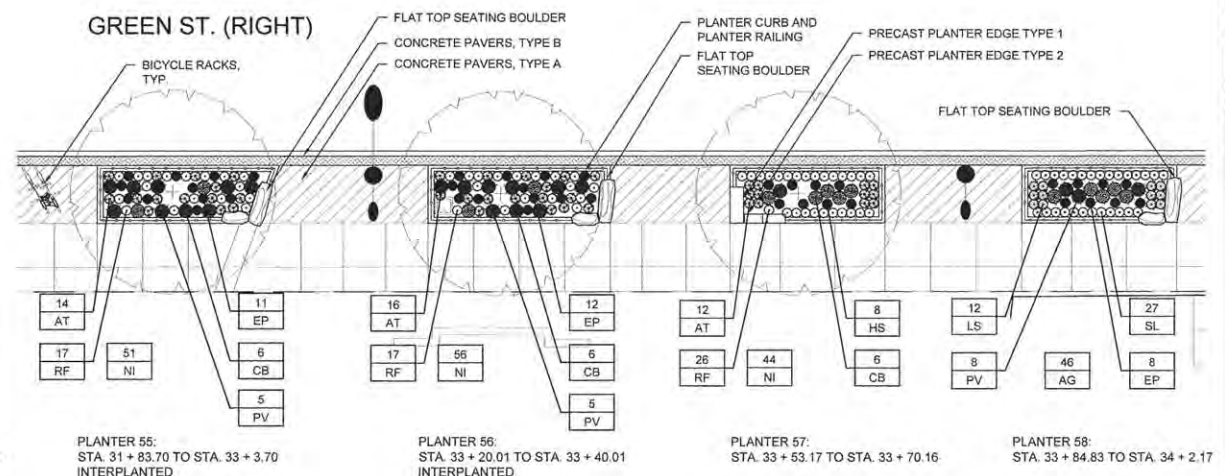 GREEN ST. (RIGHT)
BICYCLE RACKS,
TYP.
FLAT TOP SEATING BOULDER
CONCRETE PAVERS, TYPE B
CONCRETE PAVERS, TYPE A
PLANTER CURB AND
PLANTER RAILING
FLAT TOP
SEATING BOULDER
PRECAST PLANTER EDGE TYPE 1
PRECAST PLANTER EDGE TYPE 2
FLAT TOP SEATING BOULDER
14
AT
11
EP
17
RF
51
NI
6
CB
5
PV
PLANTER 55:
STA. 31 + 83.70 TO STA. 33 + 3.70
INTERPLANTED
16
AT
12
EP
17
RF
56
NI
6
CB
5
PV
PLANTER 56:
STA. 33 + 20.01 TO STA. 33 + 40.01
INTERPLANTED
12
AT
8
HS
26
RF
44
NI
6
CB
PLANTER 57:
STA. 33 + 53.17 TO STA. 33 + 70.16
12
LS
27
SL
8
PV
46
AG
8
EP
PLANTER 58:
STA. 33 + 84.83 TO STA. 34 + 2.17